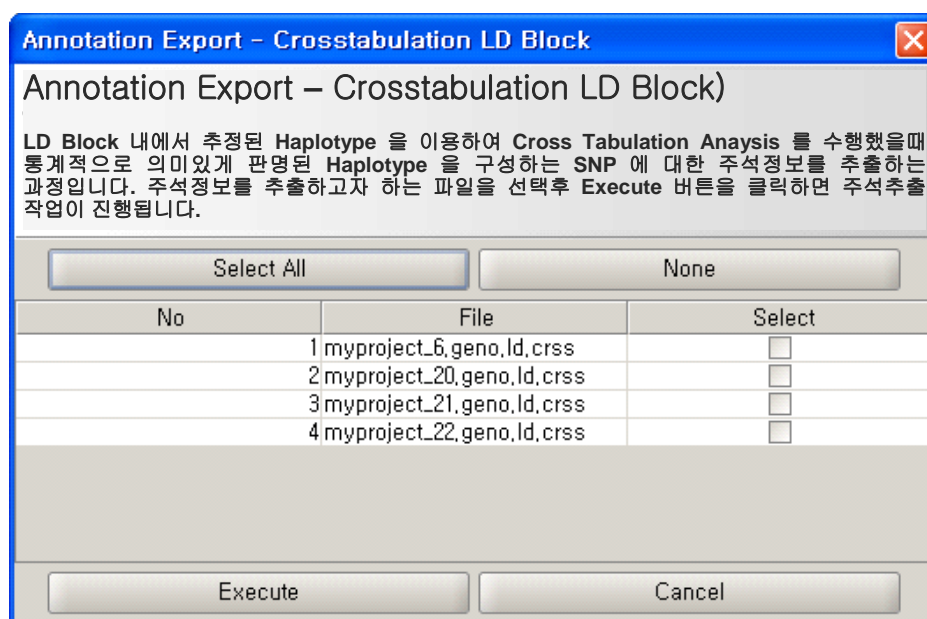 Annotation Export - Crosstabulation LD Block
Annotation Export – Crosstabulation LD Block)
LD Block 내에서 추정된 Haplotype 을 이용하여 Cross Tabulation Anaysis 를 수행했을때
통계적으로 의미있게 판명된 Haplotype 을 구성하는 SNP 에 대한 주석정보를 추출하는
과정입니다. 주석정보를 추출하고자 하는 파일을 선택후 Execute 버튼을 클릭하면 주석추출
작업이 진행됩니다.
Select All None
No File Select
1 myproject_6.geno.ld.crss
2 myproject_20.geno.ld.crss
3 myproject_21.geno.ld.crss
4 myproject_22.geno.ld.crss
Execute Cancel